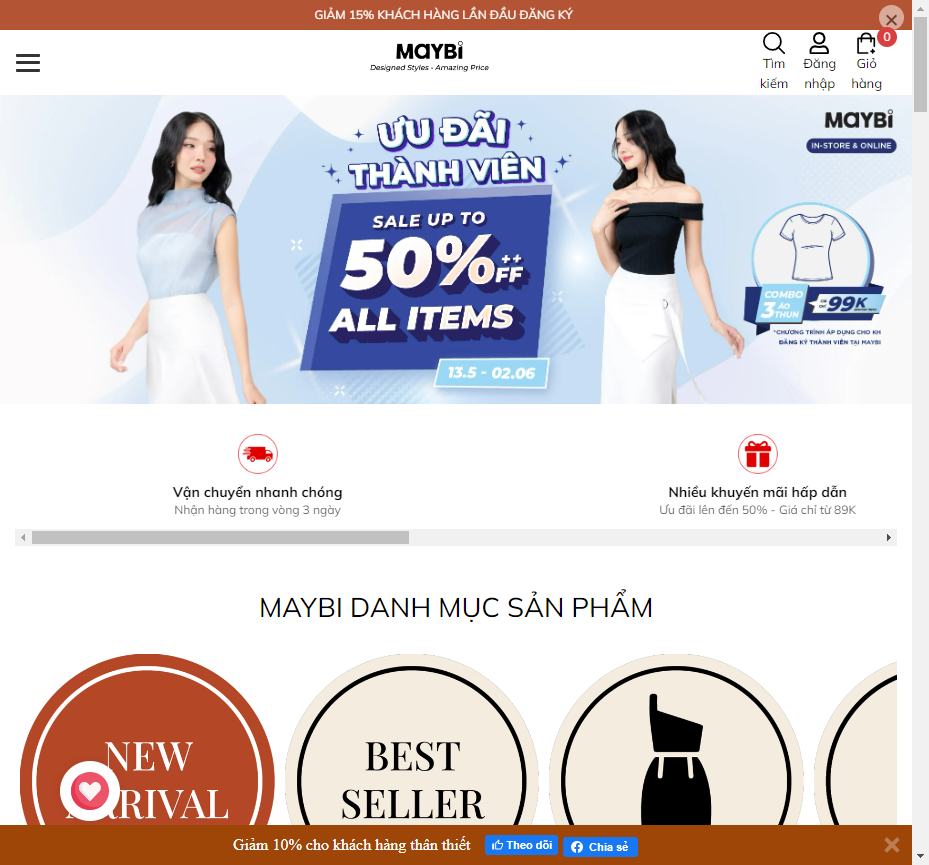 GIẢM 15% KHÁCH HÀNG LẦN ĐẦU ĐĂNG KÝ
MAYBI
Designed Styles - Amazing Price
Tìm
kiếm
Đăng
nhập
0
Giỏ
hàng
ƯU ĐÃI
THÀNH VIÊN
SALE UP TO
50%++
OFF
ALL ITEMS
13.5 - 02.06
MAYBI
IN-STORE & ONLINE
COMBO
3 ÁO
THUN
CHỈ
99K
*CHƯƠNG TRÌNH ÁP DỤNG CHO KH
ĐĂNG KÝ THÀNH VIÊN TẠI MAYBI
Vận chuyển nhanh chóng
Nhận hàng trong vòng 3 ngày
Nhiều khuyến mãi hấp dẫn
Ưu đãi lên đến 50% - Giá chỉ từ 89K
MAYBI DANH MỤC SẢN PHẨM
NEW
ARRIVAL
BEST
SELLER
Giảm 10% cho khách hàng thân thiết
Theo dõi
Chia sẻ